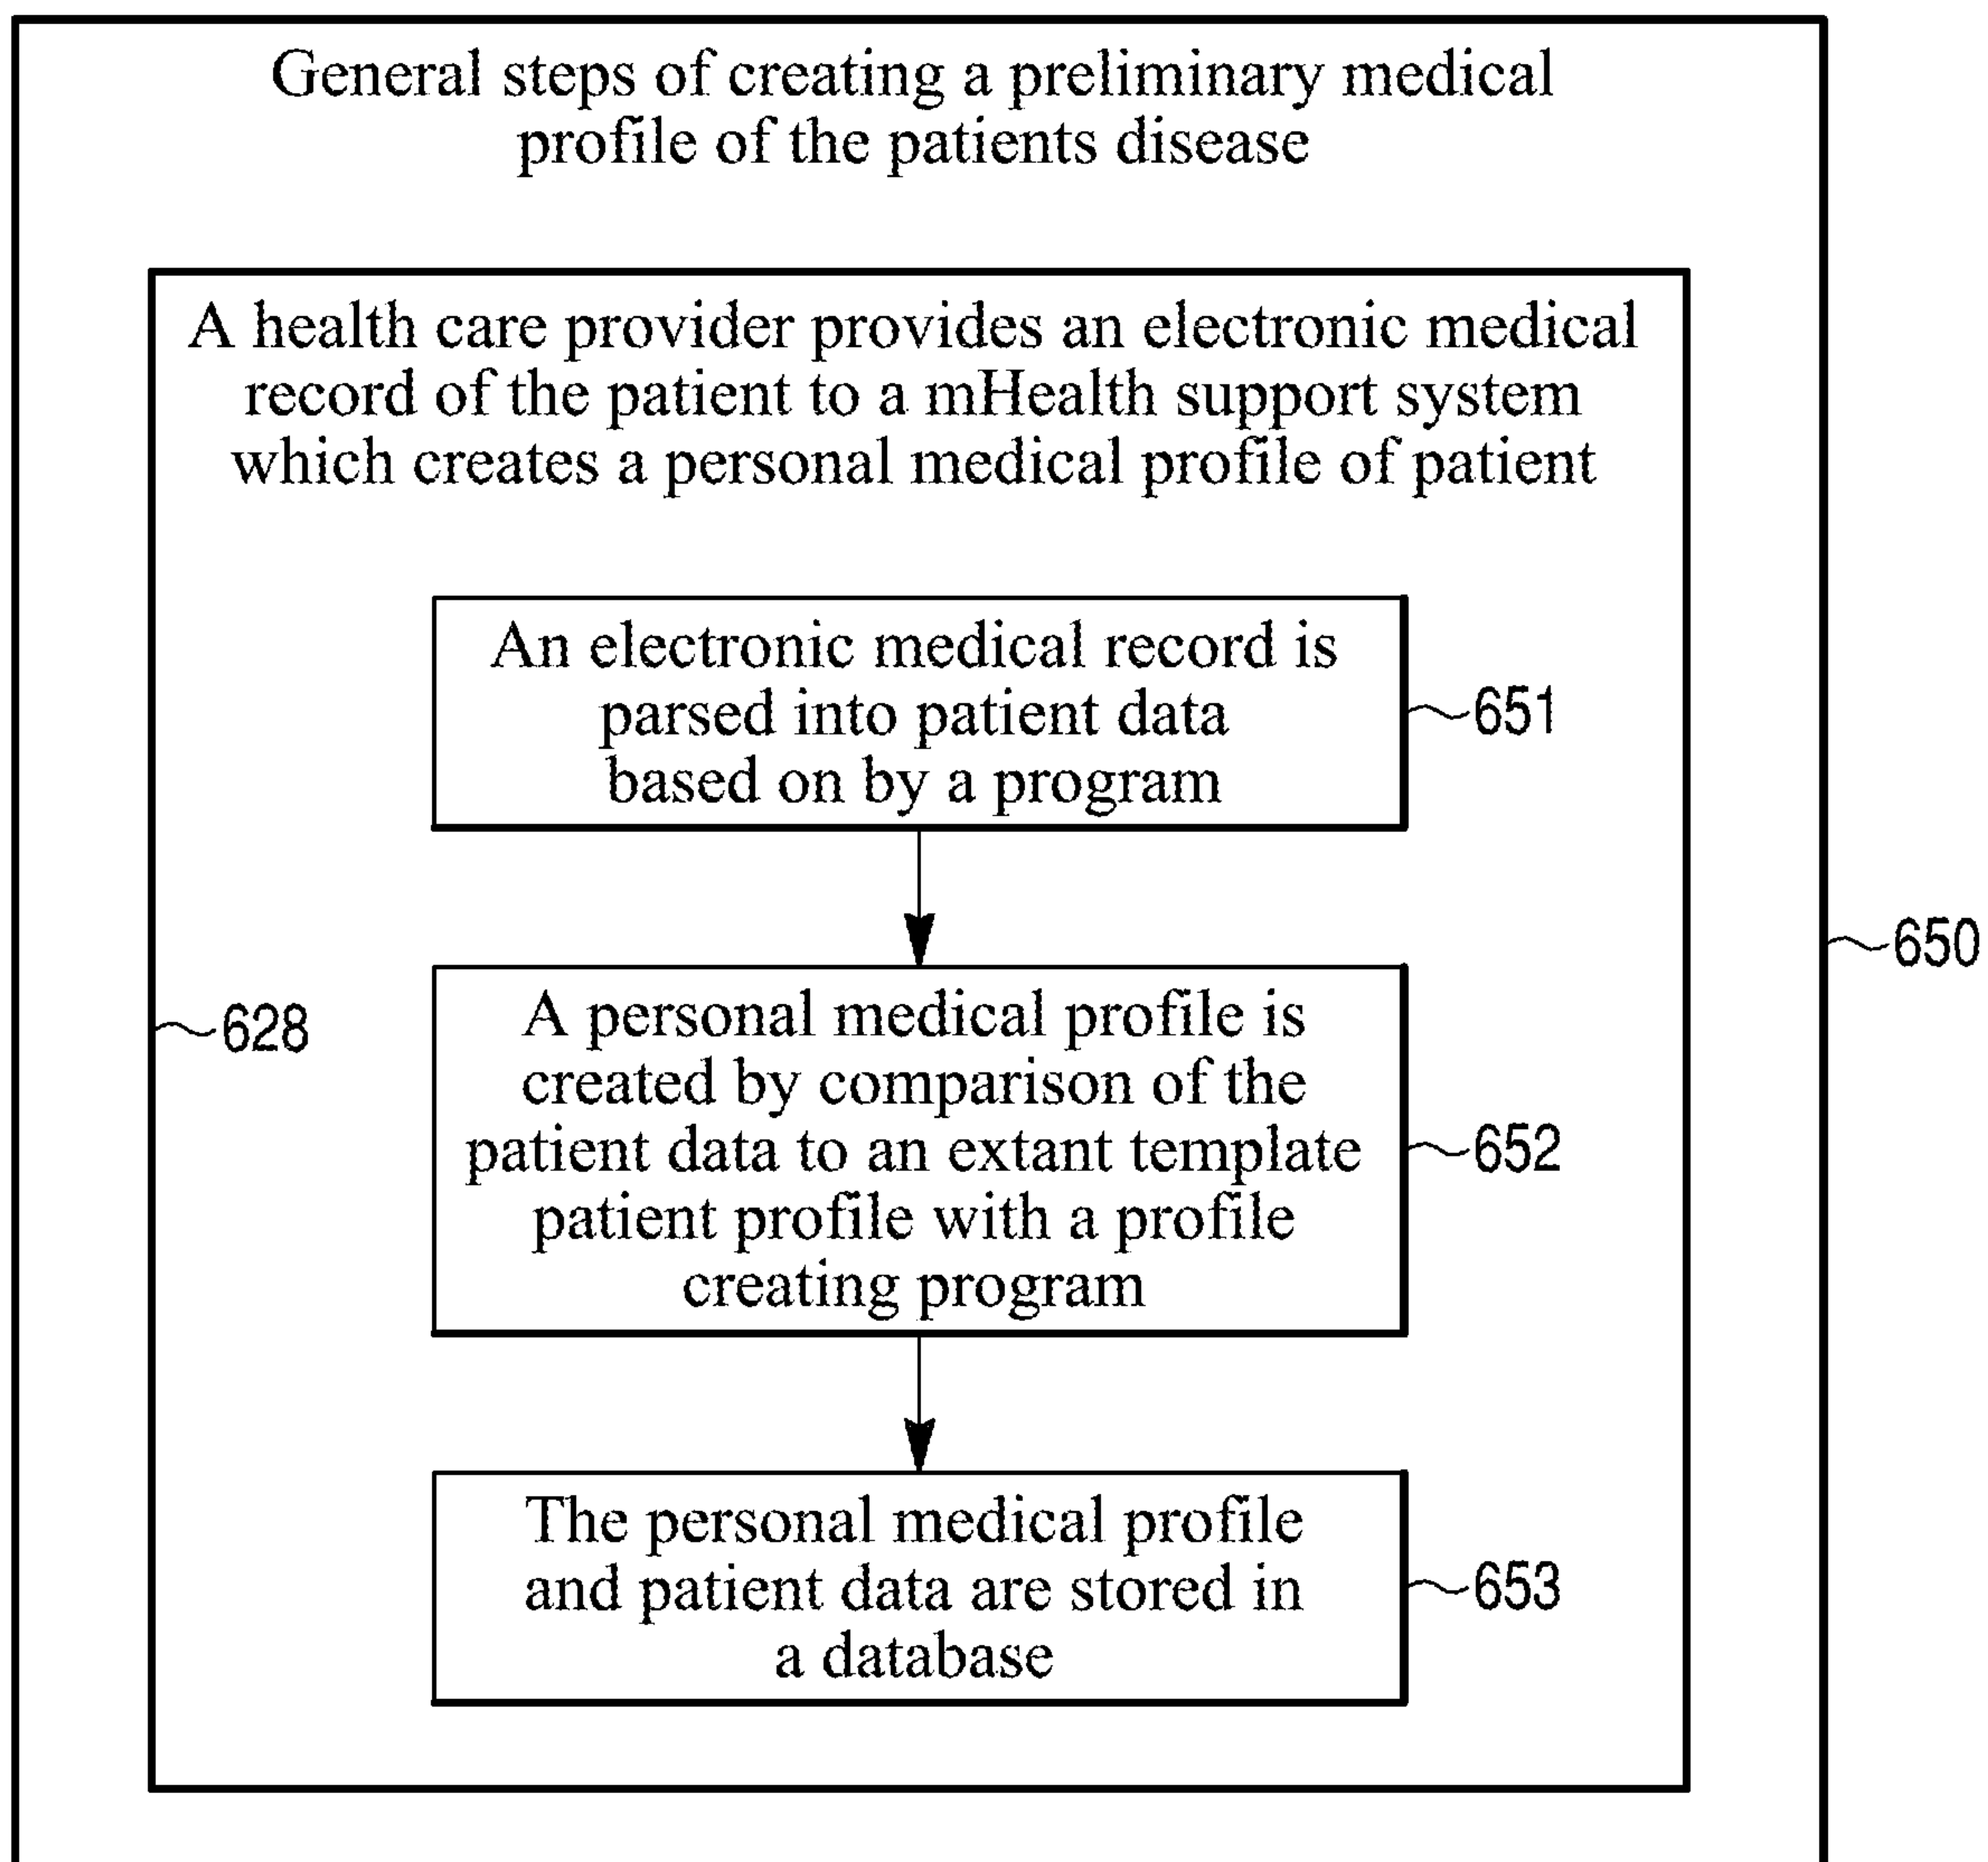 General steps of creating a preliminary medical
profile of the patients disease
A health care provider provides an electronic medical
record of the patient to a mHealth support system
which creates a personal medical profile of patient
An electronic medical record is
parsed into patient data
based on by a program
651
650
628
A personal medical profile is
created by comparison of the
patient data to an extant template
patient profile with a profile
creating program
652
The personal medical profile
and patient data are stored in
a database
653